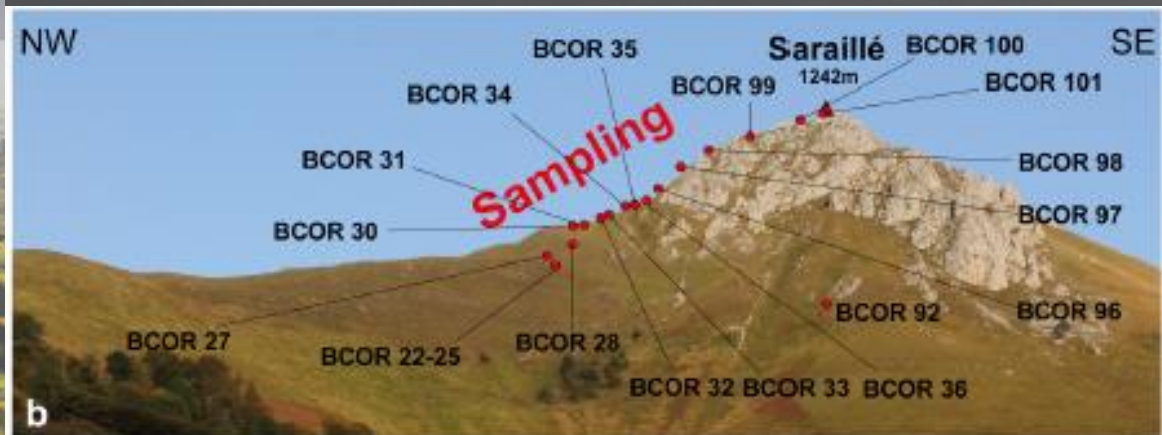 NW
SE
BCOR 35
Saraillé
1242m
BCOR 100
BCOR 99
BCOR 101
BCOR 34
Sampling
BCOR 31
BCOR 98
BCOR 97
BCOR 30
BCOR 92
BCOR 96
BCOR 27
BCOR 22-25
BCOR 28
BCOR 32
BCOR 33
BCOR 36
b